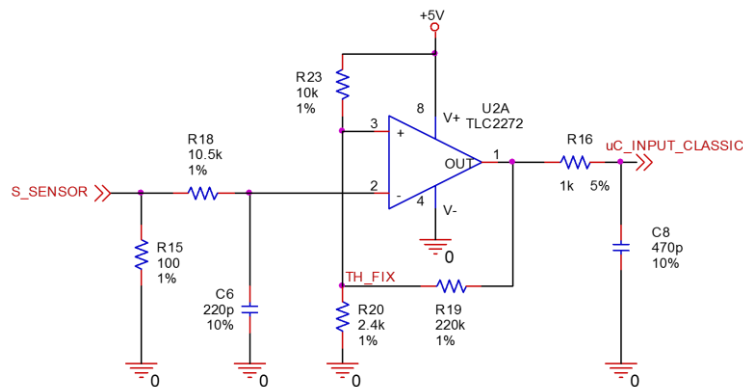 +5V
R23
10k
1%
8
V+
U2A
TLC2272
3
+
R18
10.5k
1%
1
OUT
R16
1k 5%
uC_INPUT_CLASSIC
S_SENSOR
2
-
4
V-
R15
100
1%
C6
220p
10%
0
TH_FIX
R20
2.4k
1%
R19
220k
1%
C8
470p
10%
0
0
0
0